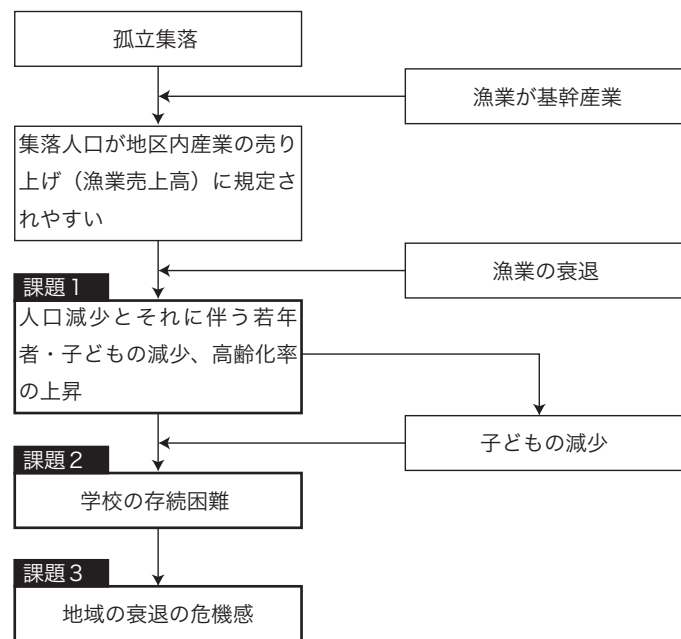 孤立集落
漁業が基幹産業
集落人口が地区内産業の売り
上げ（漁業売上高）に規定さ
れやすい
漁業の衰退
課題１
人口減少とそれに伴う若年
者・子どもの減少、高齢化率
の上昇
子どもの減少
課題２
学校の存続困難
課題３
地域の衰退の危機感